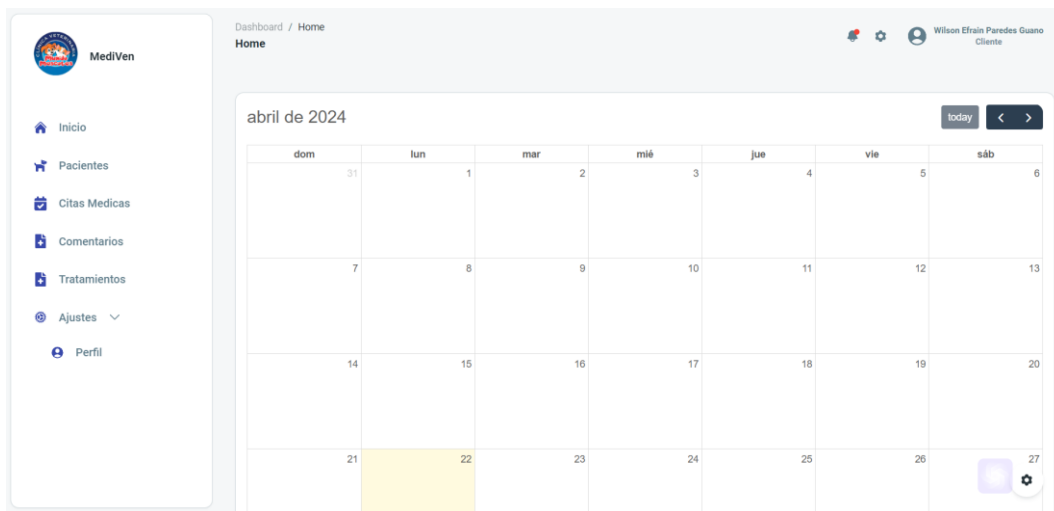 MediVen
Inicio
Pacientes
Citas Medicas
Comentarios
Tratamientos
Ajustes
Perfil
Dashboard / Home
Home
Wilson Efrain Paredes Guano
Cliente
abril de 2024
today
dom lun mar mié jue vie sáb
31 1 2 3 4 5 6
7 8 9 10 11 12 13
14 15 16 17 18 19 20
21 22 23 24 25 26 27